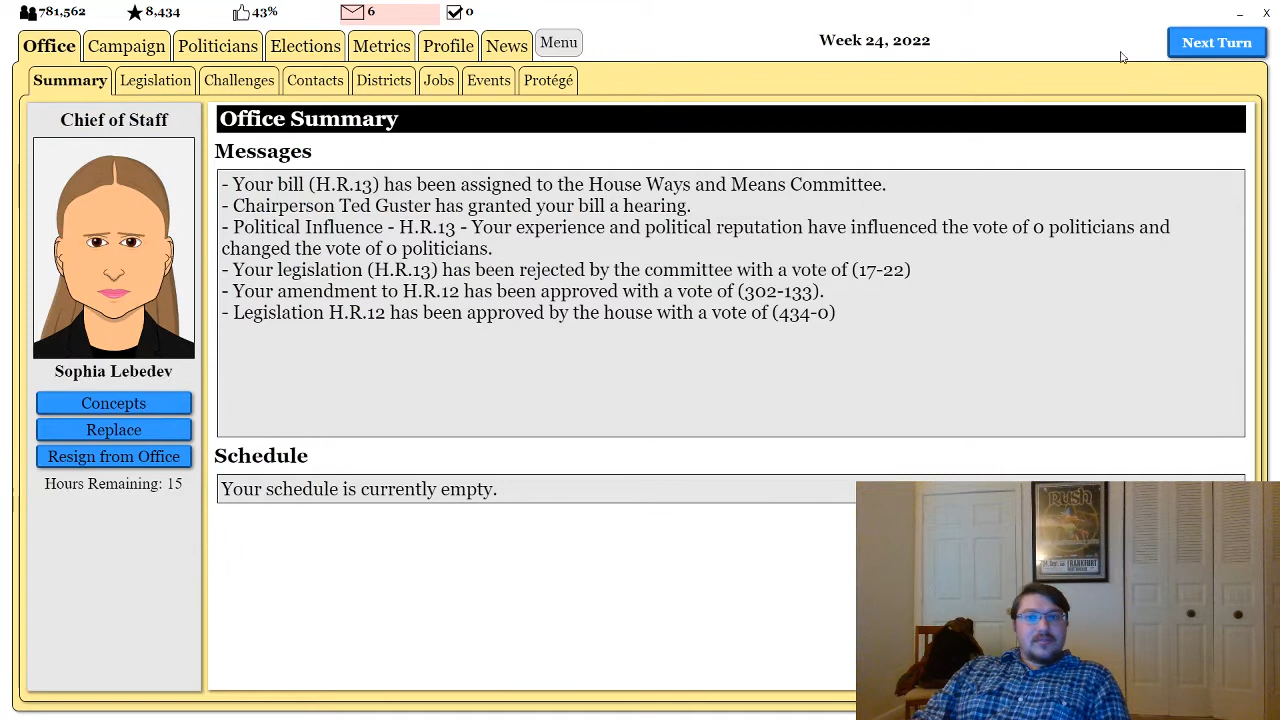 781,562 8,434 43% 6 0 _ X
Office Campaign Politicians Elections Metrics Profile News Menu Week 24, 2022 Next Turn
Summary Legislation Challenges Contacts Districts Jobs Events Protégé
Chief of Staff
Sophia Lebedev
Concepts
Replace
Resign from Office
Hours Remaining: 15
Office Summary
Messages
- Your bill (H.R.13) has been assigned to the House Ways and Means Committee.
- Chairperson Ted Guster has granted your bill a hearing.
- Political Influence - H.R.13 - Your experience and political reputation have influenced the vote of 0 politicians and
changed the vote of 0 politicians.
- Your legislation (H.R.13) has been rejected by the committee with a vote of (17-22)
- Your amendment to H.R.12 has been approved with a vote of (302-133).
- Legislation H.R.12 has been approved by the house with a vote of (434-0)
Schedule
Your schedule is currently empty.
RUSH
FRANKFURT